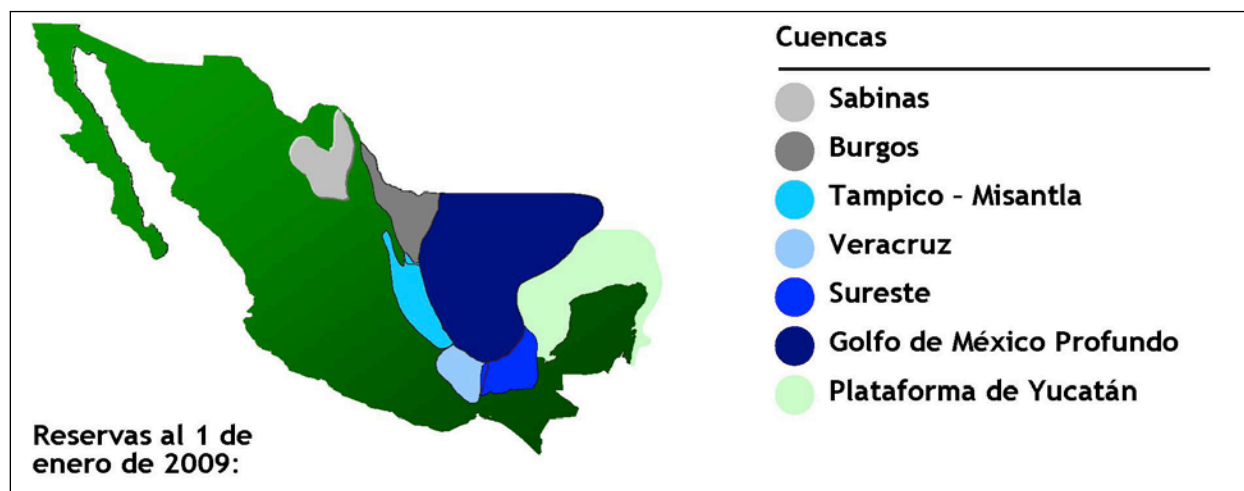 Cuencas
Sabinas
Burgos
Tampico – Misantla
Veracruz
Sureste
Golfo de México Profundo
Plataforma de Yucatán
Reservas al 1 de
enero de 2009: